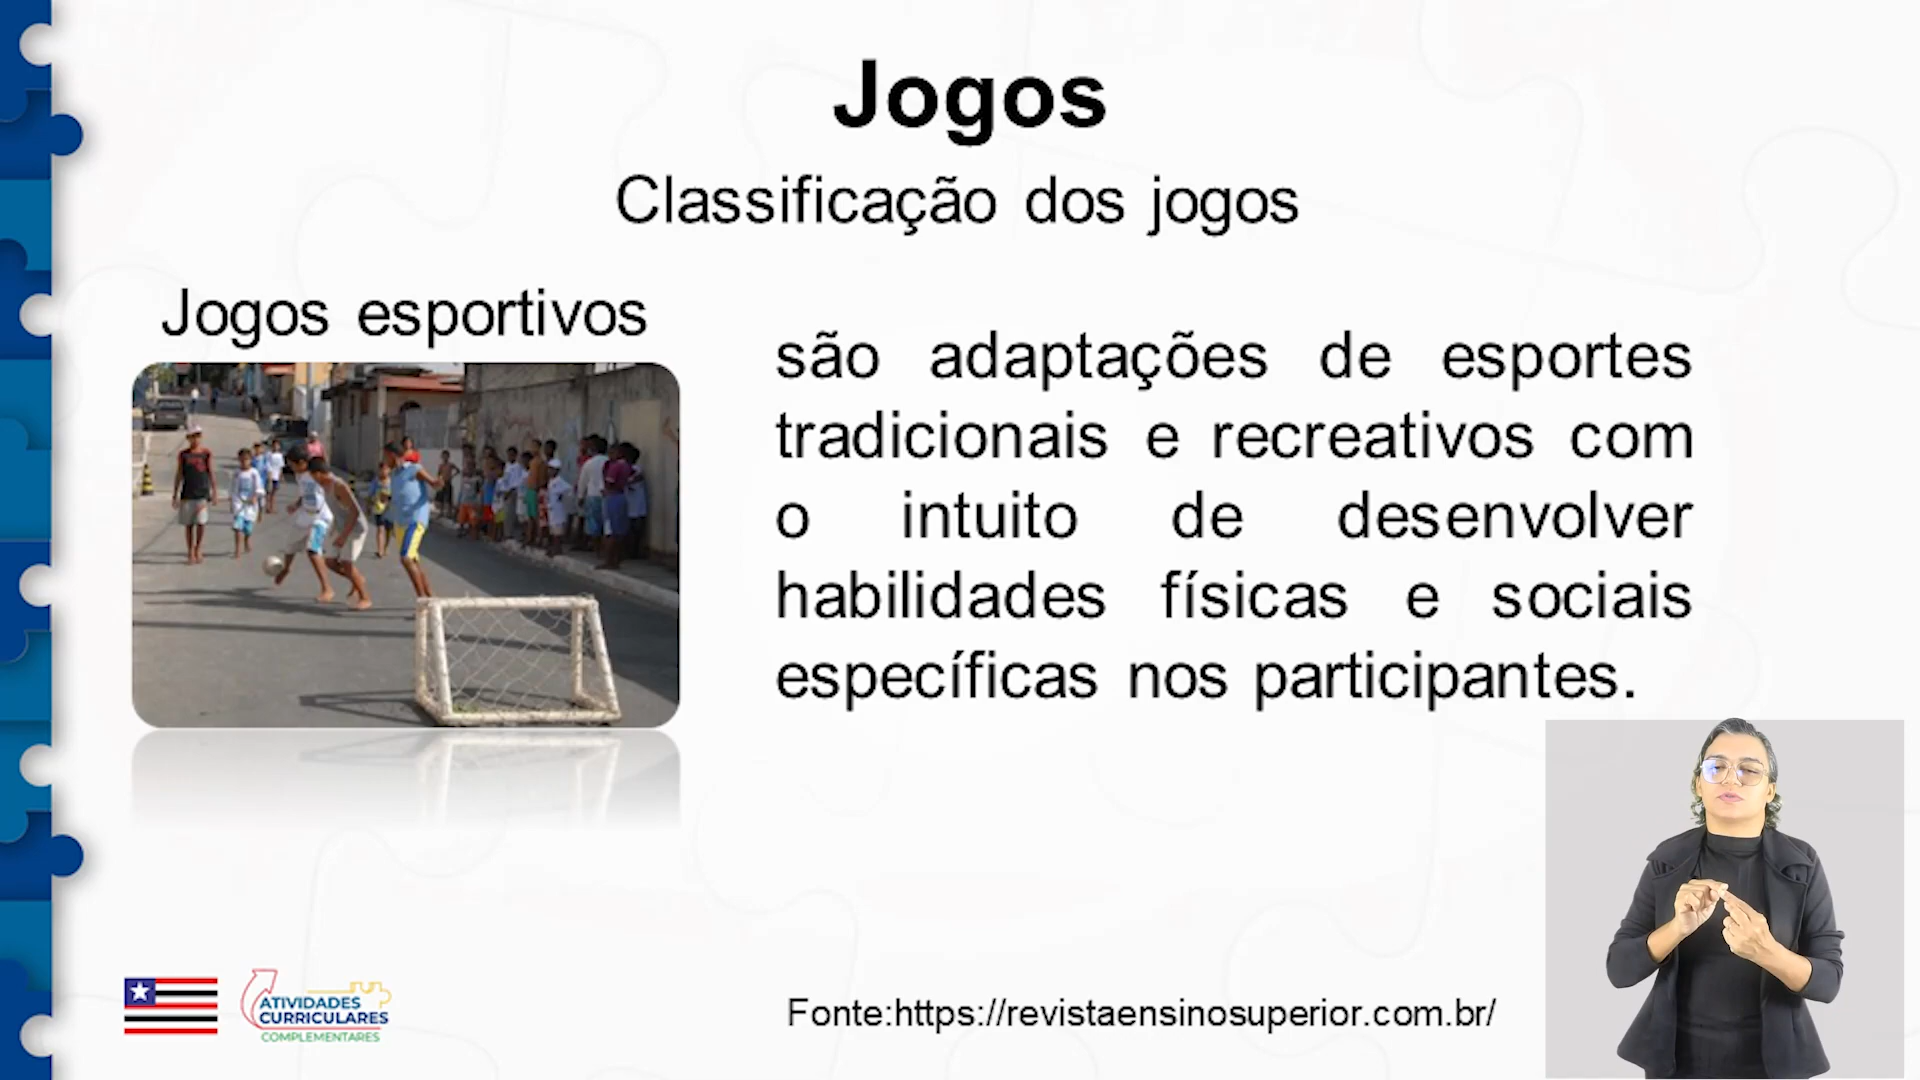 Jogos
Classificação dos jogos
Jogos esportivos
são adaptações de esportes
tradicionais e recreativos com
o intuito de desenvolver
habilidades físicas e sociais
específicas nos participantes.
ATIVIDADES
CURRICULARES
COMPLEMENTARES
Fonte:https://revistaensinosuperior.com.br/